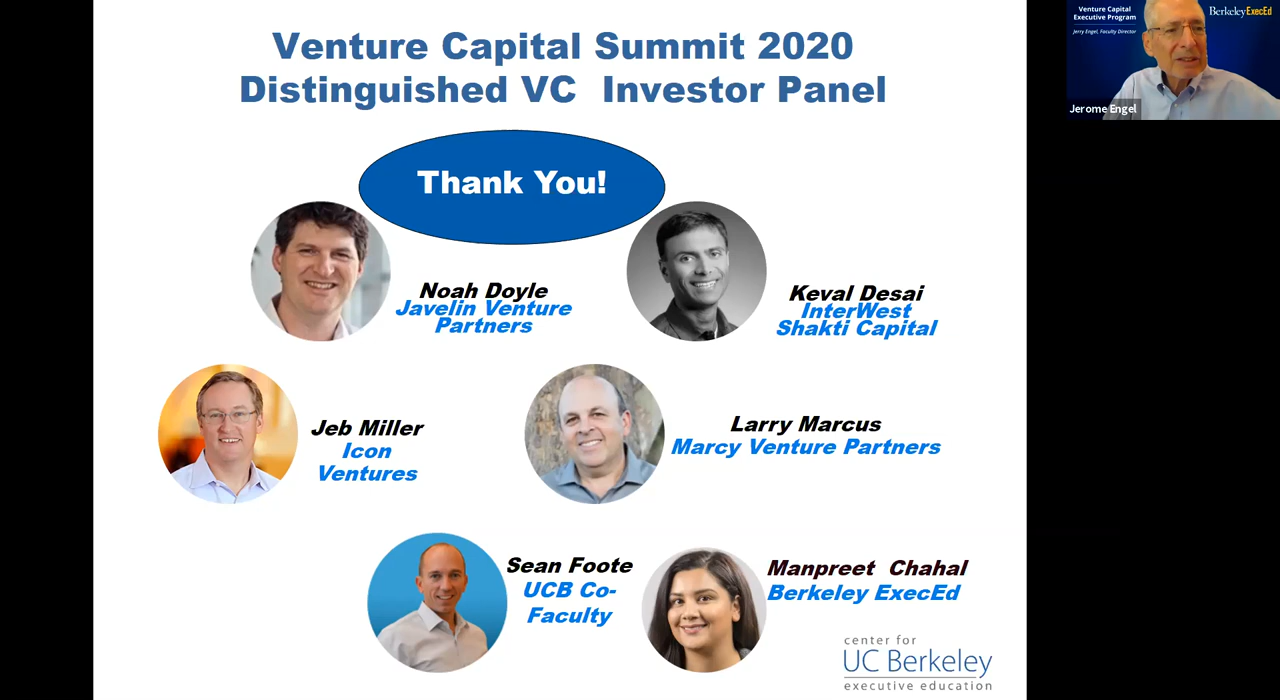 Venture Capital Summit 2020
Distinguished VC  Investor Panel
Thank You!
Noah Doyle
Javelin Venture
Partners
Keval Desai
InterWest
Shakti Capital
Jeb Miller
Icon
Ventures
Larry Marcus
Marcy Venture Partners
Sean Foote
UCB Co-
Faculty
Manpreet  Chahal
Berkeley ExecEd
center for
UC Berkeley
executive education
Venture Capital
Executive Program
Jerry Engel, Faculty Director
BerkeleyExecEd
Jerome Engel